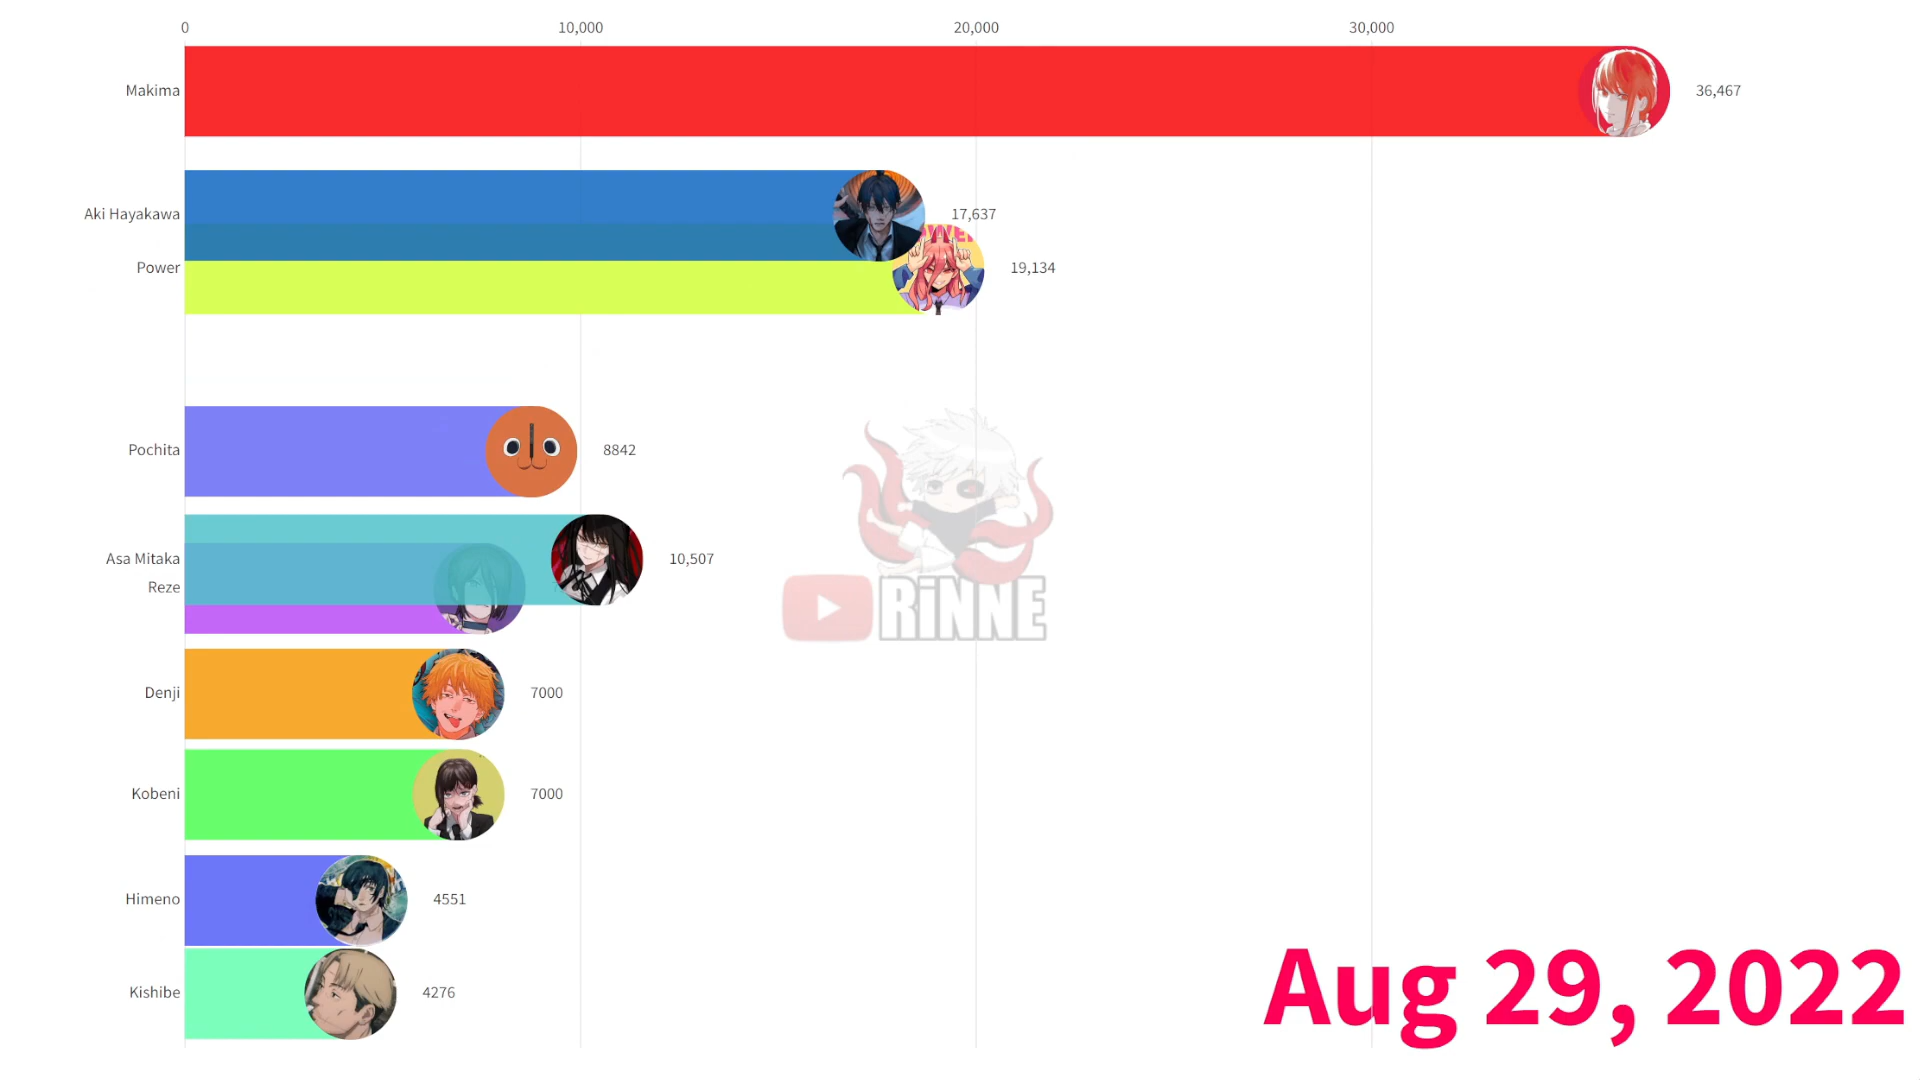 0 10,000 20,000 30,000
Makima 36,467
Aki Hayakawa 17,637
Power 19,134
Pochita 8842
Asa Mitaka 10,507
Reze
RiNNE
Denji 7000
Kobeni 7000
Himeno 4551
Kishibe 4276
Aug 29, 2022